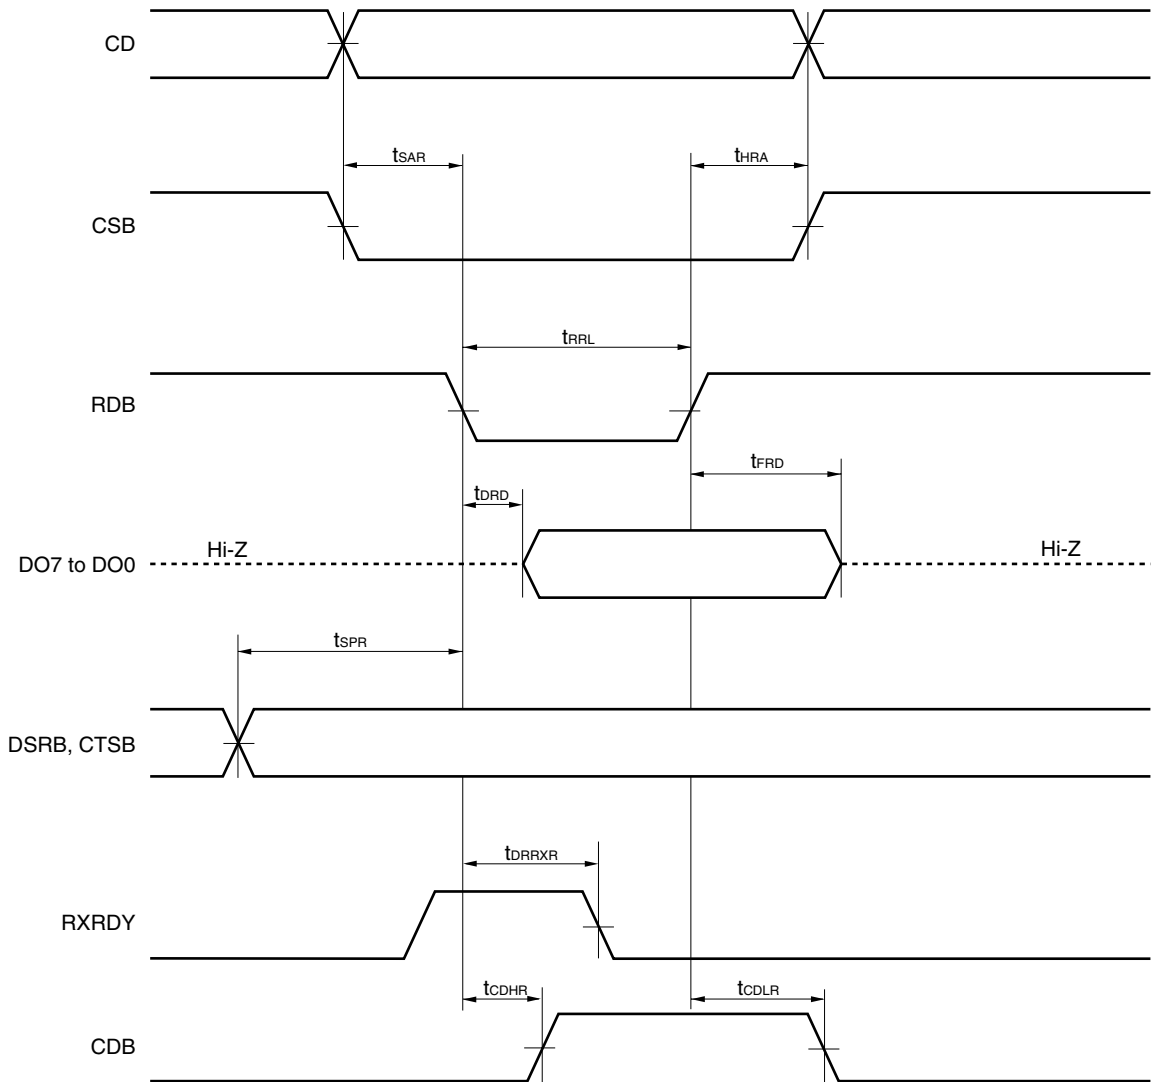 CD
tSAR
tHRA
CSB
tRRL
RDB
tFRD
tDRD
Hi-Z
Hi-Z
DO7 to DO0
tSPR
DSRB, CTSB
tDRRXR
RXRDY
tCDHR
tCDLR
CDB